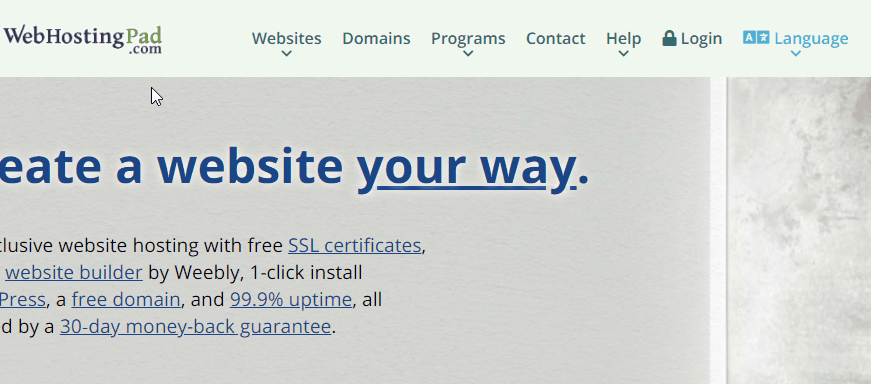 WebHostingPad
.com
Websites Domains Programs Contact Help Login Language
eate a website your way.
clusive website hosting with free SSL certificates,
website builder by Weebly, 1-click install
Press, a free domain, and 99.9% uptime, all
d by a 30-day money-back guarantee.